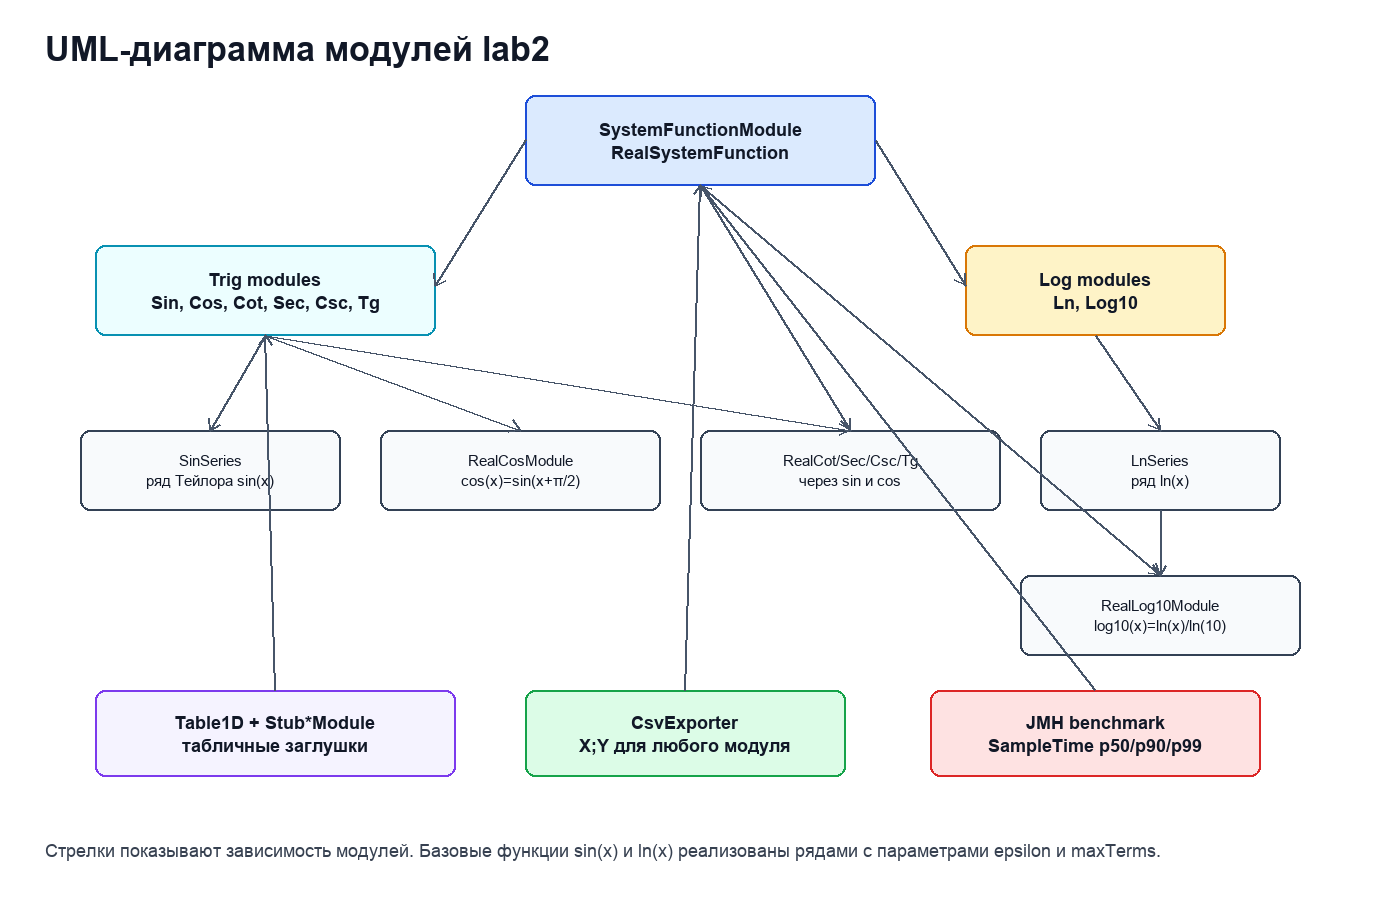 UML-диаграмма модулей lab2
SystemFunctionModule
RealSystemFunction
Trig modules
Sin, Cos, Cot, Sec, Csc, Tg
Log modules
Ln, Log10
SinSeries
ряд Тейлора sin(x)
RealCosModule
cos(x)=sin(x+π/2)
RealCot/Sec/Csc/Tg
через sin и cos
LnSeries
ряд ln(x)
RealLog10Module
log10(x)=ln(x)/ln(10)
Table1D + Stub*Module
табличные заглушки
CsvExporter
X;Y для любого модуля
JMH benchmark
SampleTime p50/p90/p99
Стрелки показывают зависимость модулей. Базовые функции sin(x) и ln(x) реализованы рядами с параметрами epsilon и maxTerms.